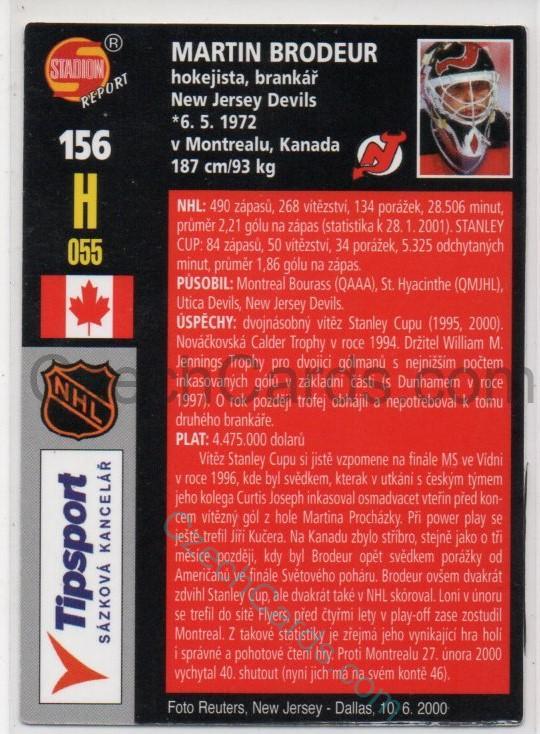 STADION
®
REPORT
156
H
055
NHL
Tipsport
SÁZKOVÁ KANCELÁŘ
MARTIN BRODEUR
hokejista, brankář
New Jersey Devils
*6. 5. 1972
v Montrealu, Kanada
187 cm/93 kg
NHL: 490 zápasů, 268 vítězství, 134 porážek, 28.506 minut,
průměr 2,21 gólu na zápas (statistika k 28. 1. 2001). STANLEY
CUP: 84 zápasů, 50 vítězství, 34 porážek, 5.325 odchytaných
minut, průměr 1,86 gólu na zápas.
PŮSOBIL: Montreal Bourass (QAAA), St. Hyacinthe (QMJHL),
Utica Devils, New Jersey Devils.
ÚSPĚCHY: dvojnásobný vítěz Stanley Cupu (1995, 2000).
Nováčkovská Calder Trophy v roce 1994. Držitel William M.
Jennings Trophy pro dvojici gólmanů s nejnižším počtem
inkasovaných gólů v základní části (s Dunhamem v roce
1997). O rok později trofej obhájil a nepotřeboval k tomu
druhého brankáře.
PLAT: 4.475.000 dolarů
Vítěz Stanley Cupu si jistě vzpomene na finále MS ve Vídni
v roce 1996, kde byl svědkem, kterak v utkání s českým týmem
jeho kolega Curtis Joseph inkasoval osmadvacet vteřin před kon-
cem vítězný gól z hole Martina Procházky. Při power play se
ještě trefil Jiří Kučera. Na Kanadu zbylo stříbro, stejně jako o tři
měsíce později, kdy byl Brodeur opět svědkem porážky od
Američanů ve finále Světového poháru. Brodeur ovšem dvakrát
zdvihl Stanley Cup, ale dvakrát také v NHL skóroval. Loni v únoru
se trefil do sítě Flyers, před čtyřmi lety v play-off zase zostudil
Montreal. Z takové statistiky je zřejmá jeho vynikající hra holí
i správné a pohotové čtení hry. Proti Montrealu 27. února 2000
vychytal 40. shutout (nyní jich má na svém kontě 46).
Foto Reuters, New Jersey - Dallas, 10. 6. 2000
CzechCards.com
CzechCards.com